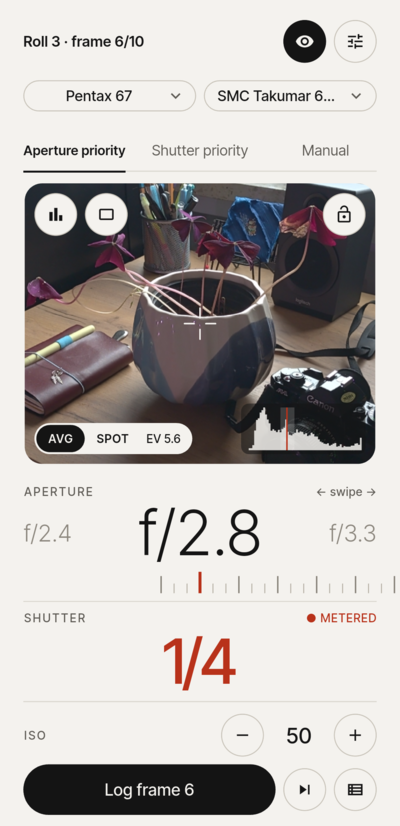 Roll 3 · frame 6/10
Pentax 67
SMC Takumar 6...
Aperture priority
Shutter priority
Manual
logitech
Canon
AVG SPOT EV 5.6
APERTURE
← swipe →
f/2.4 f/2.8 f/3.3
SHUTTER
METERED
1/4
ISO
− 50 +
Log frame 6